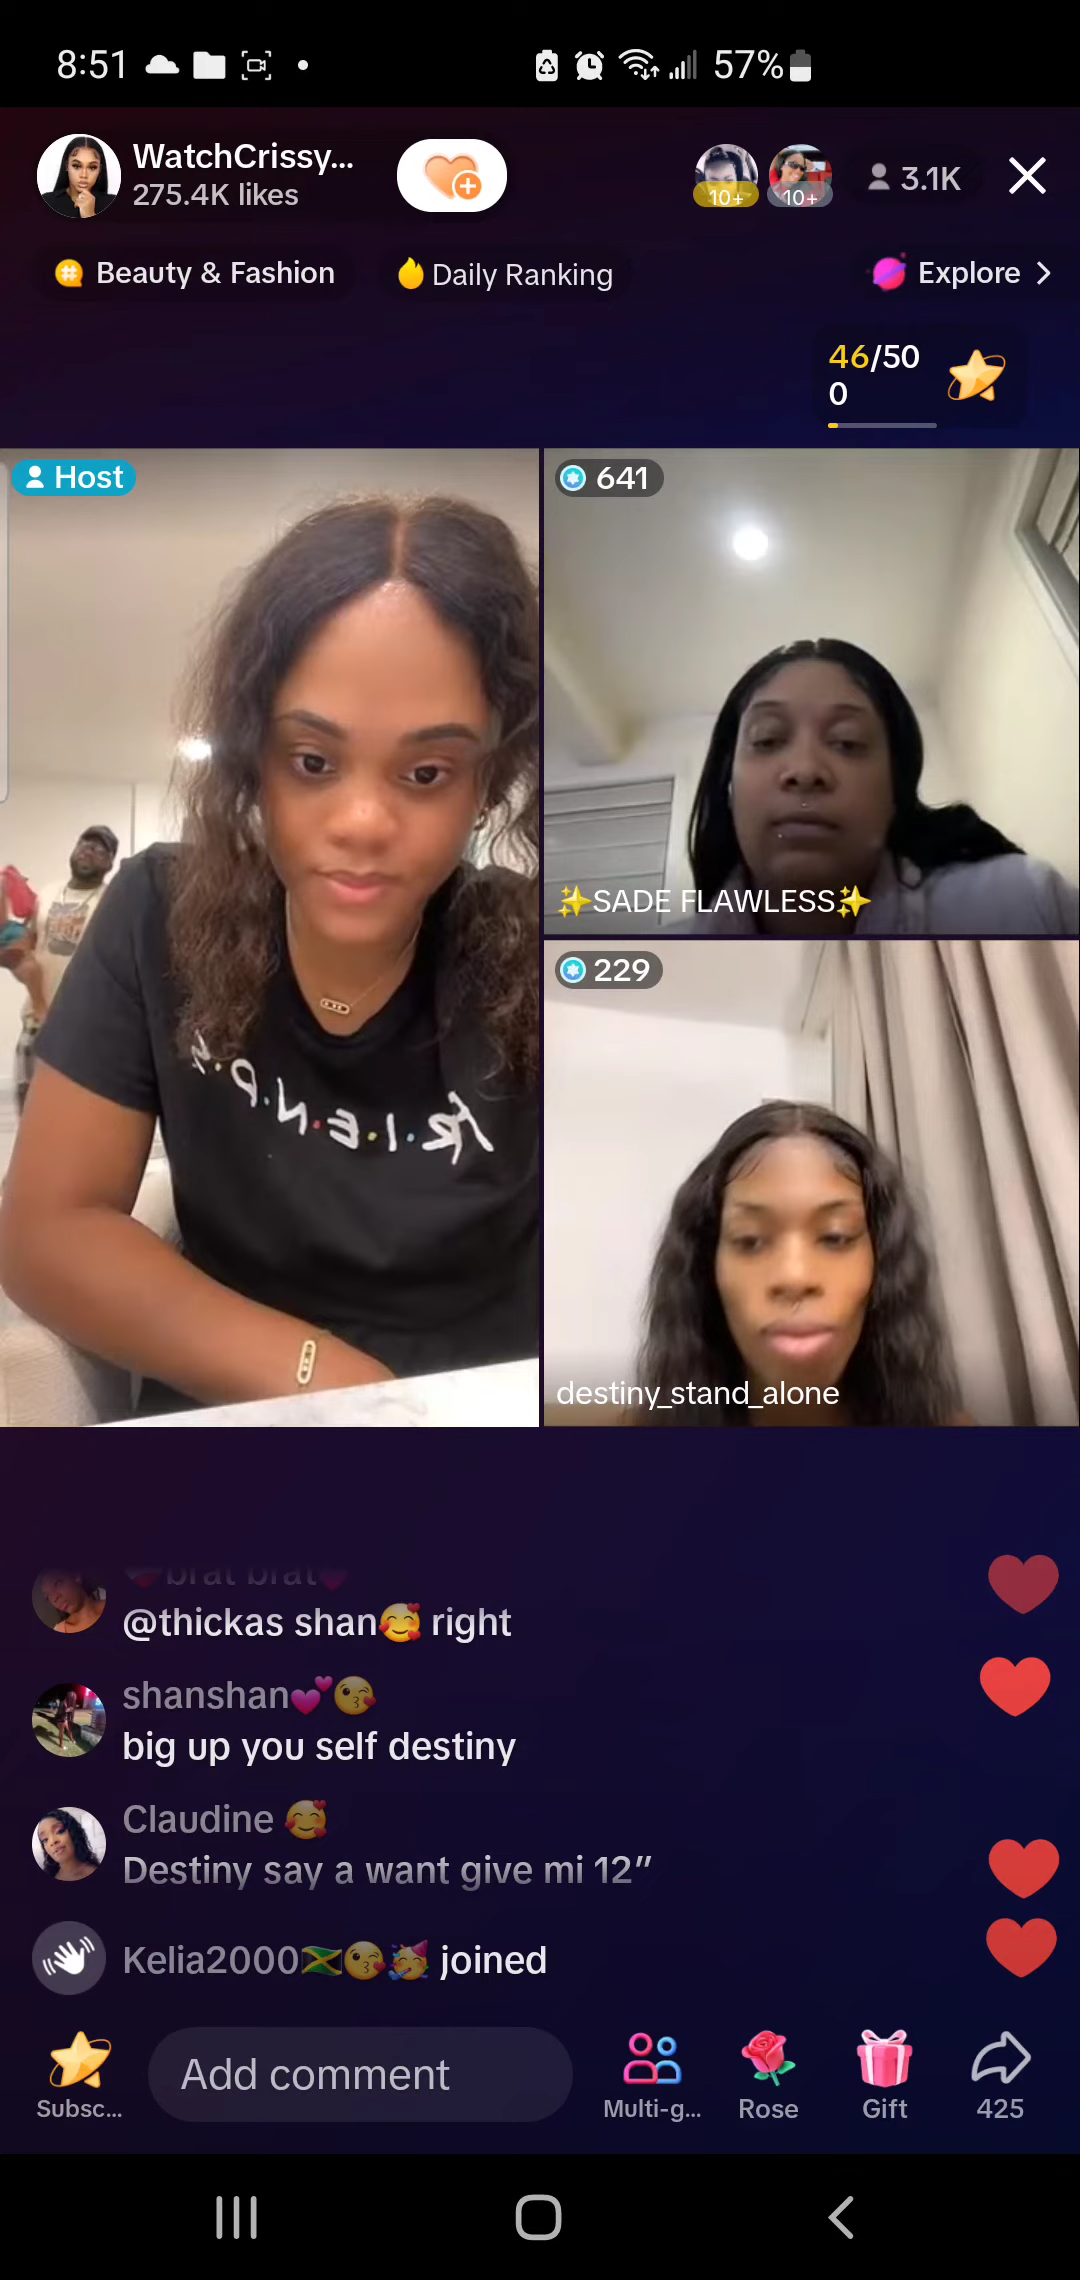 8:51
57%
WatchCrissy...
275.4K likes
10+
10+
3.1K
Beauty & Fashion
Daily Ranking
Explore
46/50
0
Host
641
✨SADE FLAWLESS✨
229
F·R·I·E·N·D·S
destiny_stand_alone
brat brat
@thickas shan🥰 right
shanshan💕😘
big up you self destiny
Claudine 🥰
Destiny say a want give mi 12”
Kelia2000🇯🇲😘🥳 joined
Subsc...
Add comment
Multi-g...
Rose
Gift
425